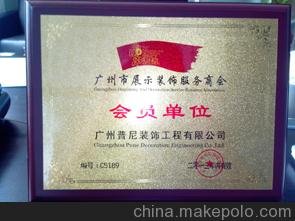 广州市展示装饰服务商会
会员单位
广州普尼装饰工程有限公司
Guangzhou Pune Decoration Engineering Co.,Ltd
编号:C5189
china.makepolo.com